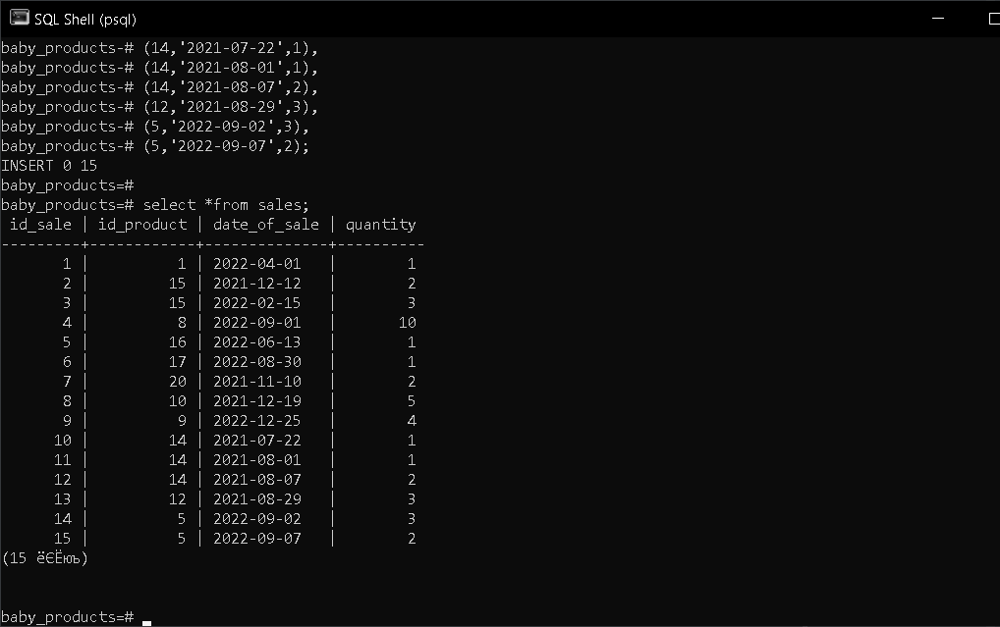 SQL Shell (psql)
baby_products-# (14,'2021-07-22',1),
baby_products-# (14,'2021-08-01',1),
baby_products-# (14,'2021-08-07',2),
baby_products-# (12,'2021-08-29',3),
baby_products-# (5,'2022-09-02',3),
baby_products-# (5,'2022-09-07',2);
INSERT 0 15
baby_products=#
baby_products=# select *from sales;
 id_sale | id_product | date_of_sale | quantity
---------+------------+--------------+----------
       1 |          1 | 2022-04-01   |        1
       2 |         15 | 2021-12-12   |        2
       3 |         15 | 2022-02-15   |        3
       4 |          8 | 2022-09-01   |       10
       5 |         16 | 2022-06-13   |        1
       6 |         17 | 2022-08-30   |        1
       7 |         20 | 2021-11-10   |        2
       8 |         10 | 2021-12-19   |        5
       9 |          9 | 2022-12-25   |        4
      10 |         14 | 2021-07-22   |        1
      11 |         14 | 2021-08-01   |        1
      12 |         14 | 2021-08-07   |        2
      13 |         12 | 2021-08-29   |        3
      14 |          5 | 2022-09-02   |        3
      15 |          5 | 2022-09-07   |        2
(15 ёЄЁюъ)
baby_products=#